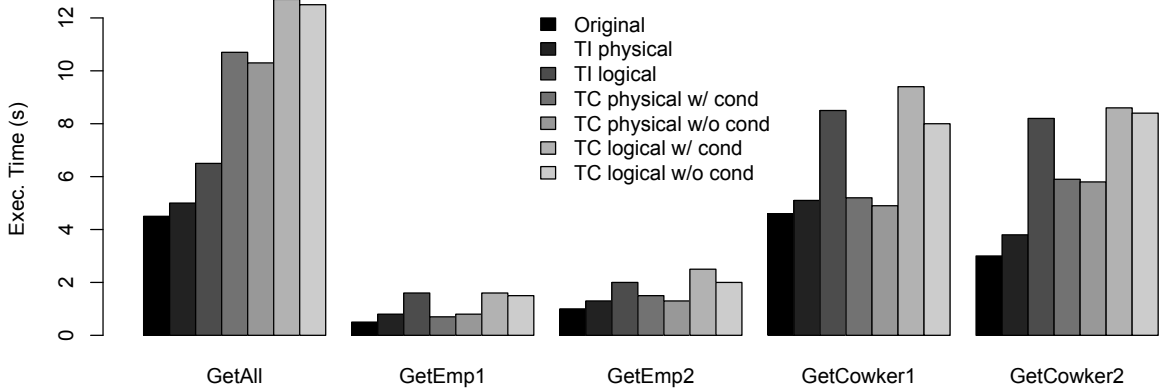 Exec. Time (s)
12
10
8
6
4
2
0
Original
TI physical
TI logical
TC physical w/ cond
TC physical w/o cond
TC logical w/ cond
TC logical w/o cond
GetAll GetEmp1 GetEmp2 GetCowker1 GetCowker2